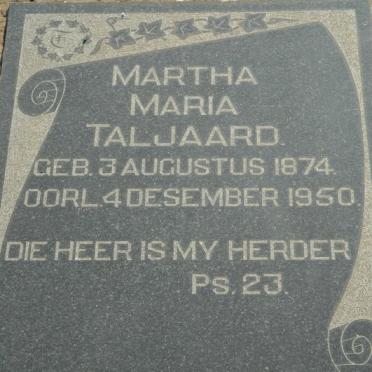 MARTHA
MARIA
TALJAARD.
GEB. 3 AUGUSTUS 1874.
OORL. 4 DESEMBER 1950.
DIE HEER IS MY HERDER
PS. 23.